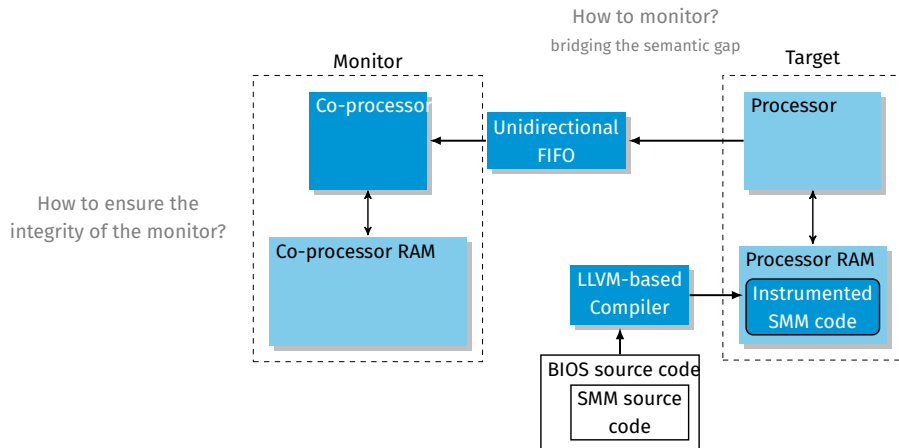 How to monitor?
bridging the semantic gap
Monitor
Target
Co-processor
Unidirectional
FIFO
Processor
How to ensure the
integrity of the monitor?
Co-processor RAM
Processor RAM
LLVM-based
Compiler
Instrumented
SMM code
BIOS source code
SMM source
code